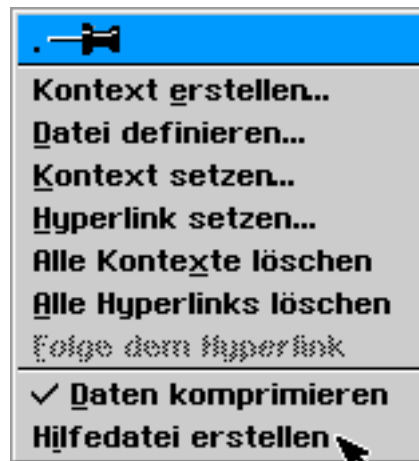 Kontext erstellen...
Datei definieren...
Kontext setzen...
Hyperlink setzen...
Alle Kontexte löschen
Alle Hyperlinks löschen
Folge dem Hyperlink
✓ Daten komprimieren
Hilfedatei erstellen